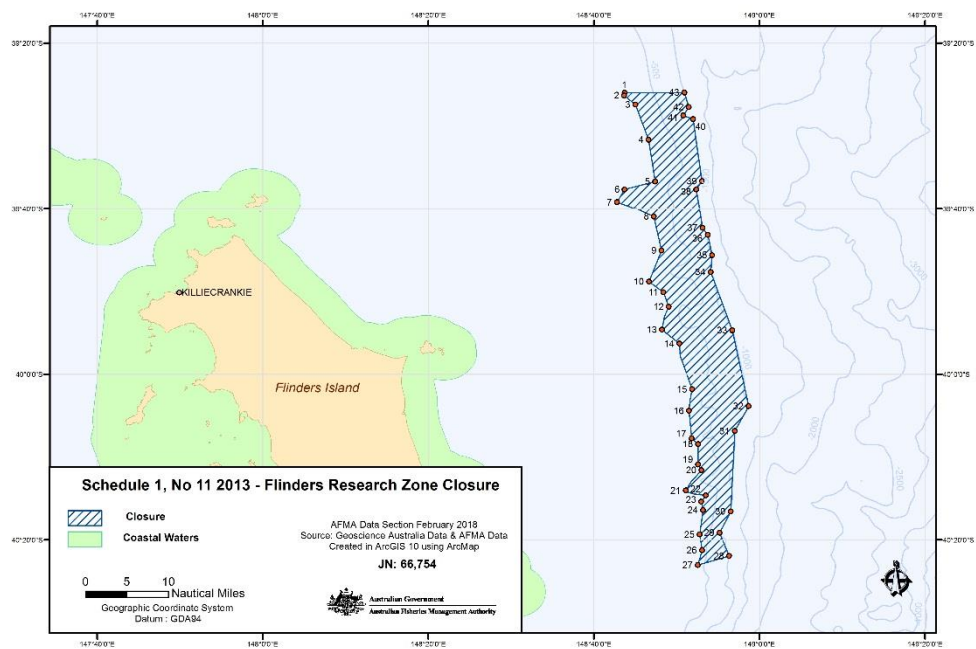 147°40'0"E 148°0'0"E 148°20'0"E 148°40'0"E 149°0'0"E 149°20'0"E
39°20'0"S 39°20'0"S
-500
1 43
2
3 42
41
40
4
5 39
6 38
39°40'0"S 39°40'0"S
7
8
37
36
9 35
-3000
34
10
KILLIECRANKIE
11
12
13 33
14
-1000
40°0'0"S 40°0'0"S
Flinders Island
15
16 32
-2000
17 31
18
19
20
-2500
21 22
23
24 30
25 29
40°20'0"S 40°20'0"S
26 28
27
Schedule 1, No 11 2013 - Flinders Research Zone Closure
Closure
Coastal Waters
AFMA Data Section February 2018
Source: Geoscience Australia Data & AFMA Data
Created in ArcGIS 10 using ArcMap
JN: 66,754
0 5 10
Nautical Miles
Geographic Coordinate System
Datum : GDA94
Australian Government
Australian Fisheries Management Authority
147°40'0"E 148°0'0"E 148°20'0"E 148°40'0"E 149°0'0"E 149°20'0"E